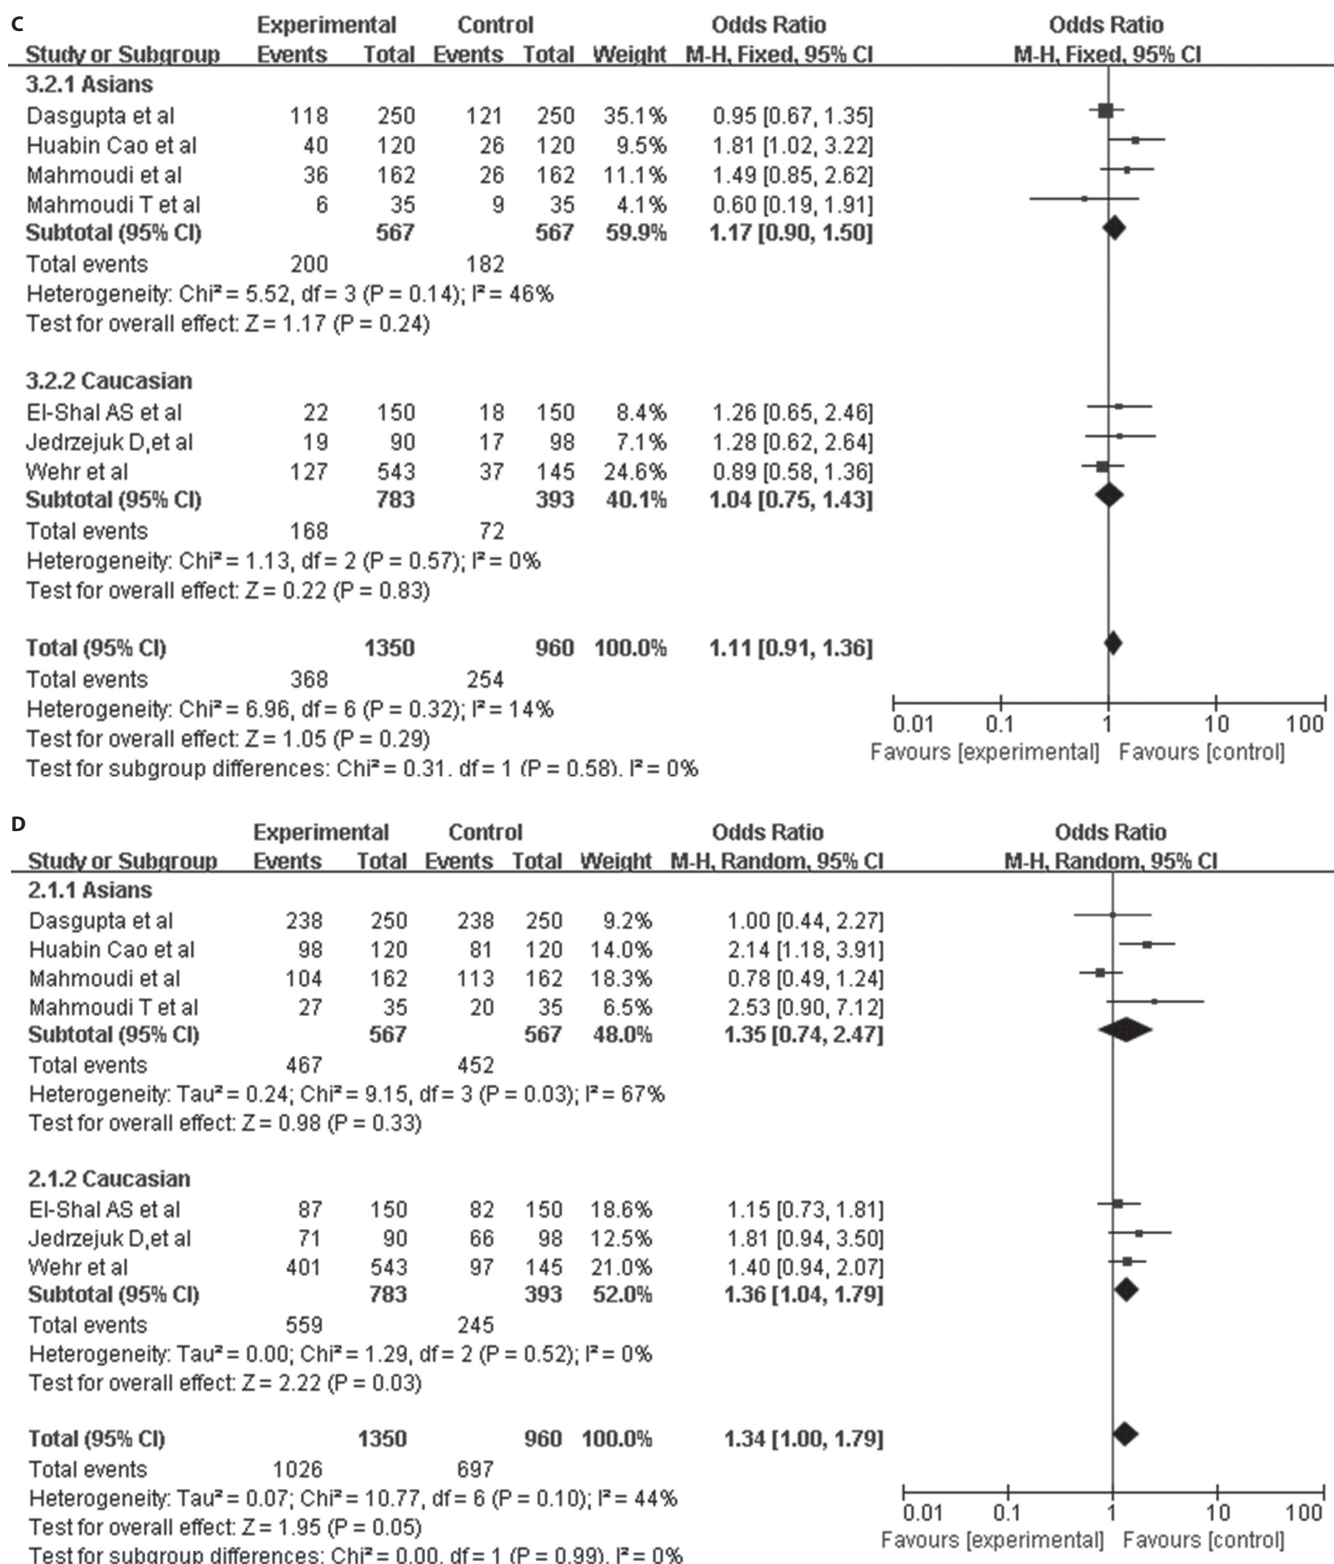 C
Experimental Control Odds Ratio Odds Ratio
Study or Subgroup Events Total Events Total Weight M-H, Fixed, 95% CI M-H, Fixed, 95% CI
3.2.1 Asians
Dasgupta et al 118 250 121 250 35.1% 0.95 [0.67, 1.35]
Huabin Cao et al 40 120 26 120 9.5% 1.81 [1.02, 3.22]
Mahmoudi et al 36 162 26 162 11.1% 1.49 [0.85, 2.62]
Mahmoudi T et al 6 35 9 35 4.1% 0.60 [0.19, 1.91]
Subtotal (95% CI) 567 567 59.9% 1.17 [0.90, 1.50]
Total events 200 182
Heterogeneity: Chi² = 5.52, df = 3 (P = 0.14); I² = 46%
Test for overall effect: Z = 1.17 (P = 0.24)
3.2.2 Caucasian
El-Shal AS et al 22 150 18 150 8.4% 1.26 [0.65, 2.46]
Jedrzejuk D,et al 19 90 17 98 7.1% 1.28 [0.62, 2.64]
Wehr et al 127 543 37 145 24.6% 0.89 [0.58, 1.36]
Subtotal (95% CI) 783 393 40.1% 1.04 [0.75, 1.43]
Total events 168 72
Heterogeneity: Chi² = 1.13, df = 2 (P = 0.57); I² = 0%
Test for overall effect: Z = 0.22 (P = 0.83)
Total (95% CI) 1350 960 100.0% 1.11 [0.91, 1.36]
Total events 368 254
Heterogeneity: Chi² = 6.96, df = 6 (P = 0.32); I² = 14%
Test for overall effect: Z = 1.05 (P = 0.29)
Test for subgroup differences: Chi² = 0.31. df = 1 (P = 0.58). I² = 0%
0.01 0.1 1 10 100
Favours [experimental] Favours [control]
D
Experimental Control Odds Ratio Odds Ratio
Study or Subgroup Events Total Events Total Weight M-H, Random, 95% CI M-H, Random, 95% CI
2.1.1 Asians
Dasgupta et al 238 250 238 250 9.2% 1.00 [0.44, 2.27]
Huabin Cao et al 98 120 81 120 14.0% 2.14 [1.18, 3.91]
Mahmoudi et al 104 162 113 162 18.3% 0.78 [0.49, 1.24]
Mahmoudi T et al 27 35 20 35 6.5% 2.53 [0.90, 7.12]
Subtotal (95% CI) 567 567 48.0% 1.35 [0.74, 2.47]
Total events 467 452
Heterogeneity: Tau² = 0.24; Chi² = 9.15, df = 3 (P = 0.03); I² = 67%
Test for overall effect: Z = 0.98 (P = 0.33)
2.1.2 Caucasian
El-Shal AS et al 87 150 82 150 18.6% 1.15 [0.73, 1.81]
Jedrzejuk D,et al 71 90 66 98 12.5% 1.81 [0.94, 3.50]
Wehr et al 401 543 97 145 21.0% 1.40 [0.94, 2.07]
Subtotal (95% CI) 783 393 52.0% 1.36 [1.04, 1.79]
Total events 559 245
Heterogeneity: Tau² = 0.00; Chi² = 1.29, df = 2 (P = 0.52); I² = 0%
Test for overall effect: Z = 2.22 (P = 0.03)
Total (95% CI) 1350 960 100.0% 1.34 [1.00, 1.79]
Total events 1026 697
Heterogeneity: Tau² = 0.07; Chi² = 10.77, df = 6 (P = 0.10); I² = 44%
Test for overall effect: Z = 1.95 (P = 0.05)
Test for subgroup differences: Chi² = 0.00. df = 1 (P = 0.99). I² = 0%
0.01 0.1 1 10 100
Favours [experimental] Favours [control]